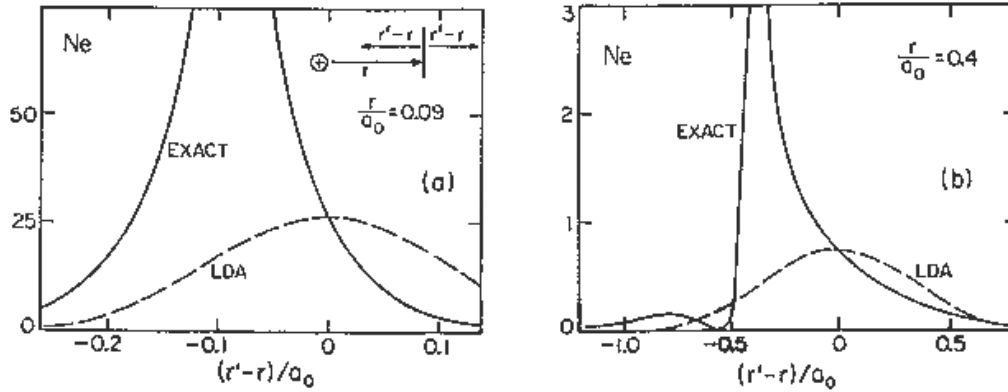 Ne
r'-r r'-r
⊕
r
r/a₀ = 0.09
50
EXACT
(a)
25
LDA
0
-0.2 -0.1 0 0.1
(r'-r)/a₀
3
Ne
r/a₀ = 0.4
2
EXACT
(b)
1
LDA
0
-1.0 -0.5 0 0.5
(r'-r)/a₀